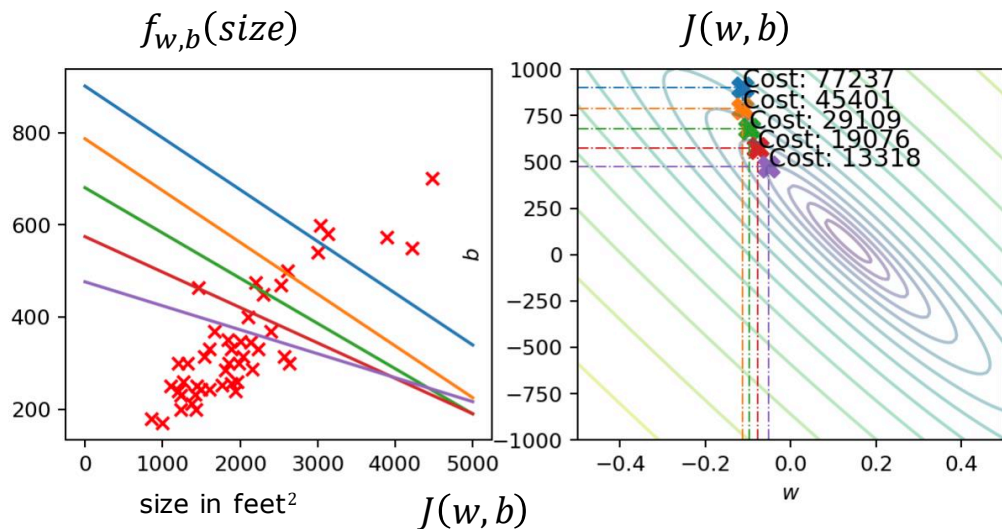 f_{w,b}(size)
J(w,b)
800
600
400
200
0
1000
2000
3000
4000
5000
size in feet²
1000
750
500
250
0
−250
−500
−750
−1000
b
Cost: 77237
Cost: 45401
Cost: 29109
Cost: 19076
Cost: 13318
−0.4
−0.2
0.0
0.2
0.4
w
J(w,b)